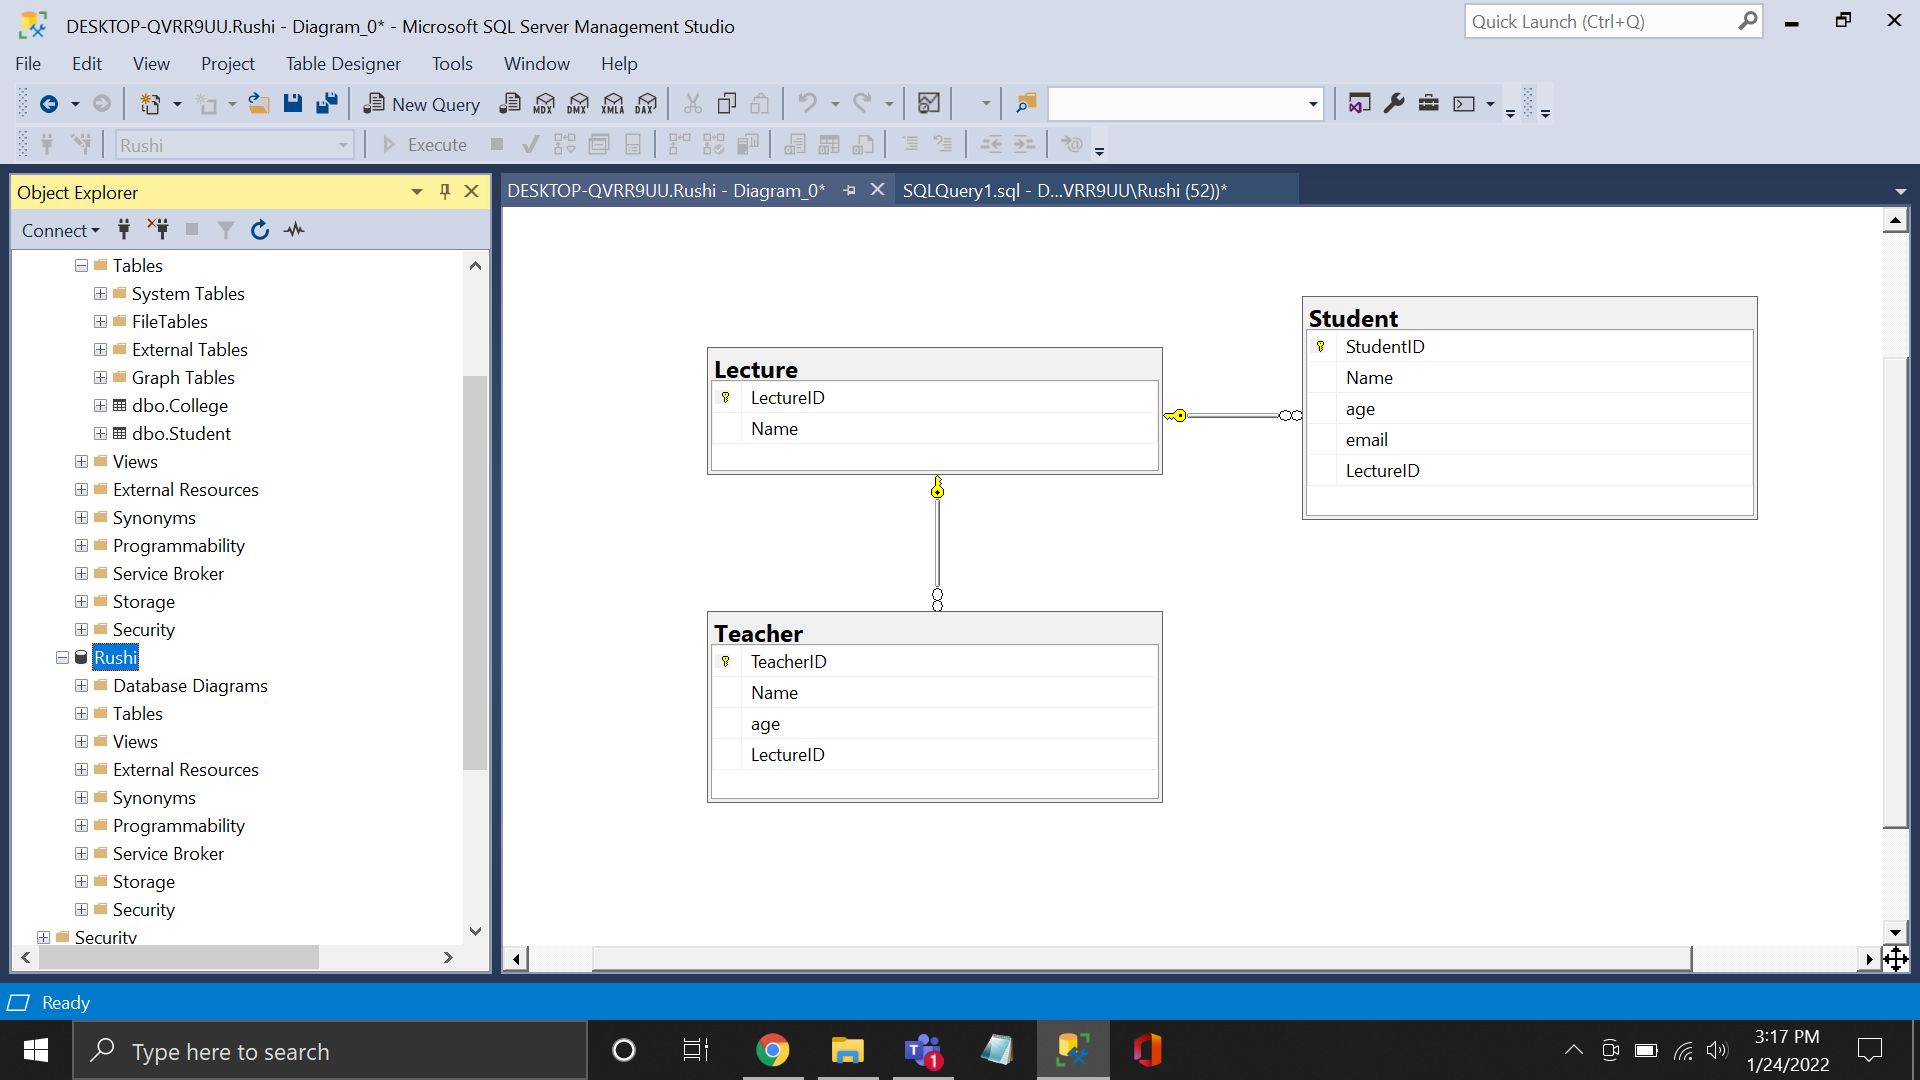 DESKTOP-QVRR9UU.Rushi - Diagram_0* - Microsoft SQL Server Management Studio
Quick Launch (Ctrl+Q)
File Edit View Project Table Designer Tools Window Help
New Query MDX DMX XMLA DAX
Rushi Execute
Object Explorer
DESKTOP-QVRR9UU.Rushi - Diagram_0* SQLQuery1.sql - D...VRR9UU\Rushi (52))*
Connect
Tables
System Tables
FileTables
External Tables
Graph Tables
dbo.College
dbo.Student
Views
External Resources
Synonyms
Programmability
Service Broker
Storage
Security
Rushi
Database Diagrams
Tables
Views
External Resources
Synonyms
Programmability
Service Broker
Storage
Security
Security
Lecture
LectureID
Name
Student
StudentID
Name
age
email
LectureID
Teacher
TeacherID
Name
age
LectureID
Ready
Type here to search
1
3:17 PM
1/24/2022